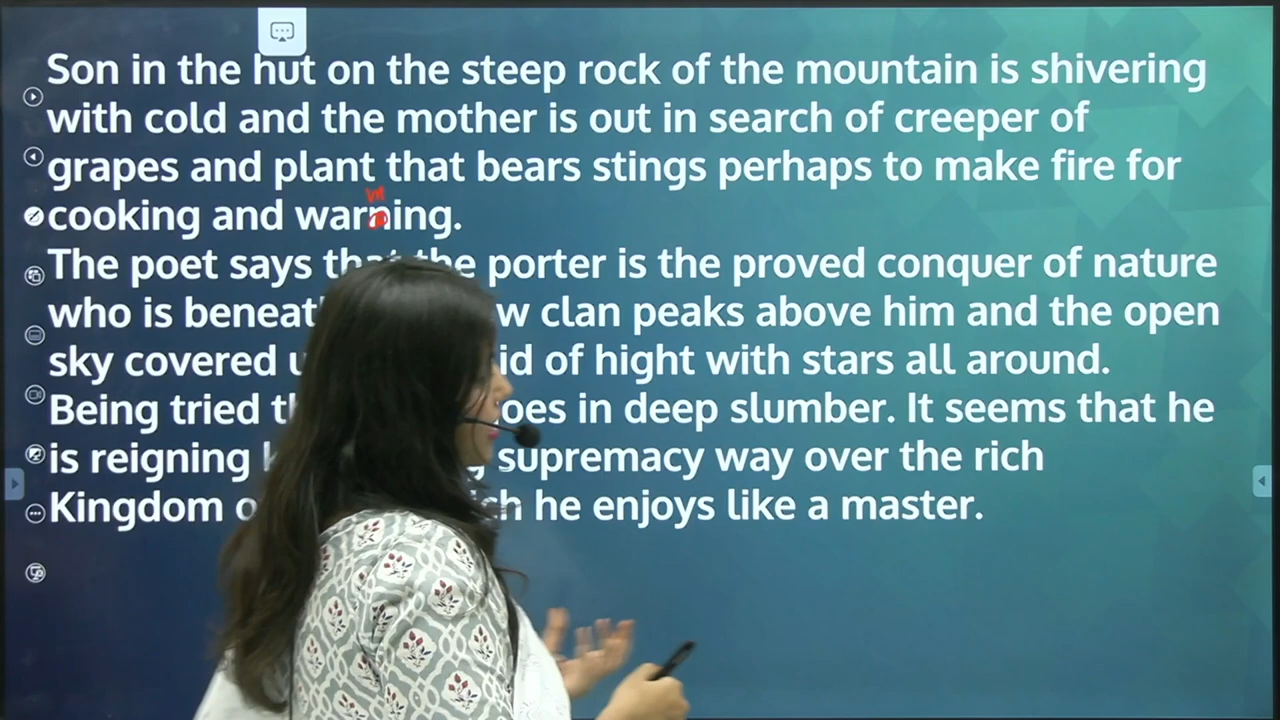 Son in the hut on the steep rock of the mountain is shivering
with cold and the mother is out in search of creeper of
grapes and plant that bears stings perhaps to make fire for
m
cooking and warning.
The poet says that the porter is the proved conquer of nature
who is beneat w clan peaks above him and the open
sky covered u id of hight with stars all around.
Being tried t oes in deep slumber. It seems that he
is reigning k g supremacy way over the rich
Kingdom o ch he enjoys like a master.